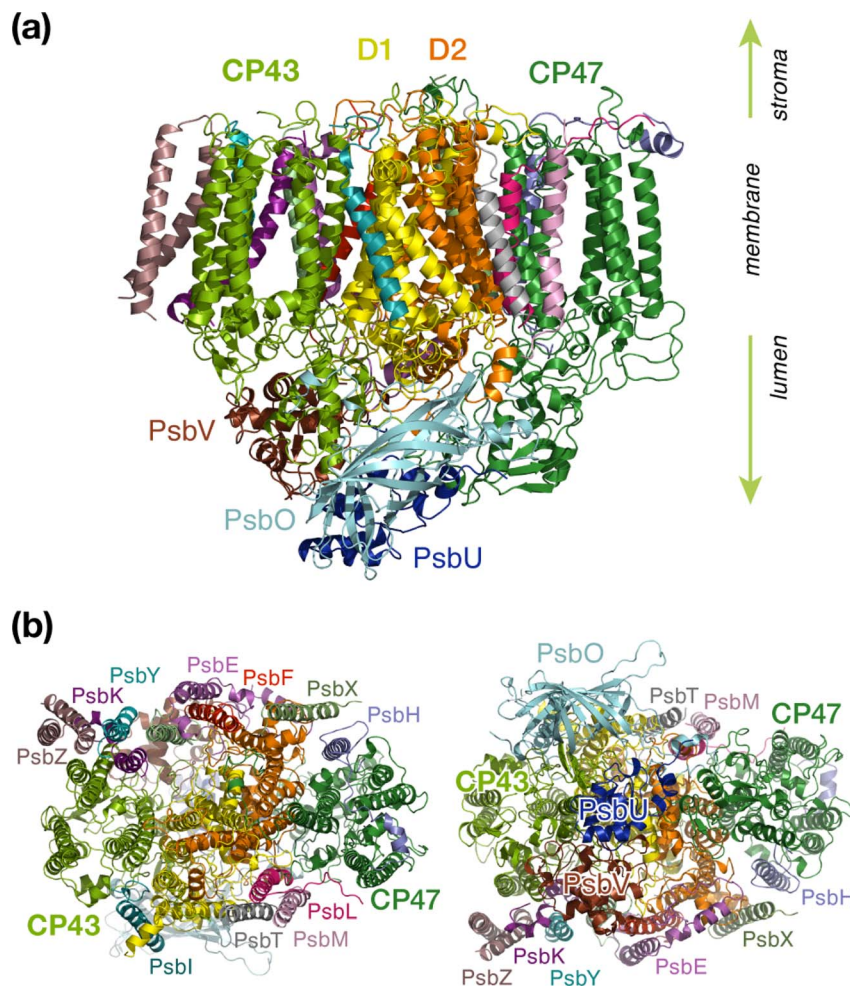 (a)
D1 D2
CP43 CP47
stroma
membrane
lumen
PsbV
PsbO
PsbU
(b)
PsbE
PsbY PsbF
PsbK PsbX
PsbZ PsbH
CP43 CP47
PsbL
PsbT PsbM
PsbI
PsbO
PsbT PsbM
CP47
CP43
PsbU
PsbV PsbH
PsbK PsbX
PsbZ PsbY PsbE